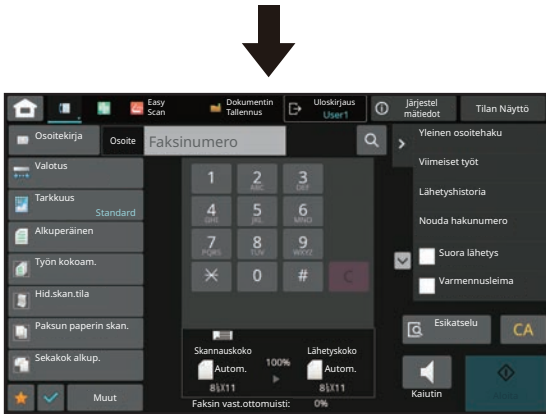 Easy
Scan
Dokumentin
Tallennus
Uloskirjaus
User1
Järjestel
mätiedot
Tilan Näyttö
Osoitekirja
Osoite
Faksinumero
Yleinen osoitehaku
Valotus
Viimeiset työt
Tarkkuus
Standard
Lähetyshistoria
Alkuperäinen
Nouda hakunumero
Työn kokoam.
Suora lähetys
Hid.skan.tila
Varmennusleima
Paksun paperin skan.
Sekakok alkup.
Muut
1 2 3
ABC DEF
4 5 6
GHI JKL MNO
7 8 9
PQRS TUV WXYZ
0 #
C
Esikatselu
CA
Skannauskoko
Lähetyskoko
100%
Autom.
Autom.
8½X11
8½X11
Kaiutin
Faksin vast.ottomuisti: 0%